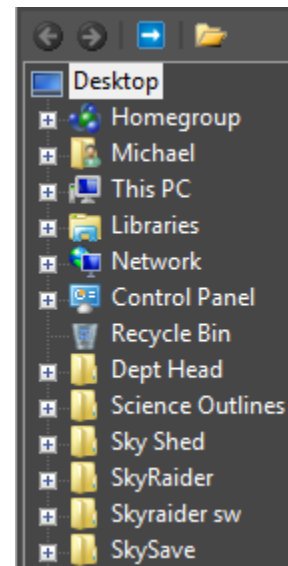 Desktop
Homegroup
Michael
This PC
Libraries
Network
Control Panel
Recycle Bin
Dept Head
Science Outlines
Sky Shed
SkyRaider
Skyraider sw
SkySave